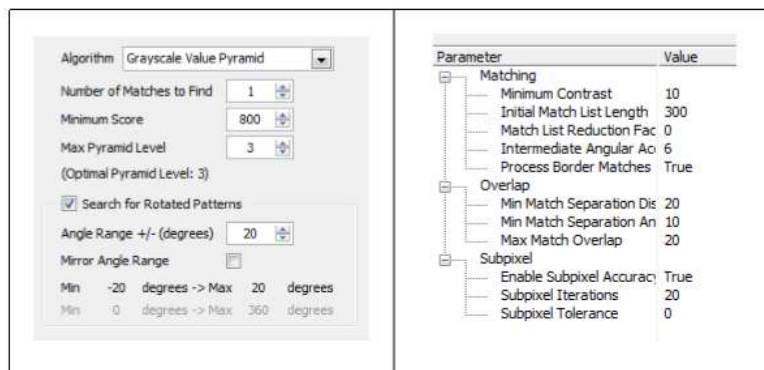 Algorithm Grayscale Value Pyramid
Number of Matches to Find 1
Minimum Score 800
Max Pyramid Level 3
(Optimal Pyramid Level: 3)
Search for Rotated Patterns
Angle Range +/- (degrees) 20
Mirror Angle Range
Min -20 degrees -> Max 20 degrees
Min 0 degrees -> Max 360 degrees
Parameter Value
Matching
Minimum Contrast 10
Initial Match List Length 300
Match List Reduction Fac 0
Intermediate Angular Acc 6
Process Border Matches True
Overlap
Min Match Separation Dis 20
Min Match Separation An 10
Max Match Overlap 20
Subpixel
Enable Subpixel Accuracy True
Subpixel Iterations 20
Subpixel Tolerance 0